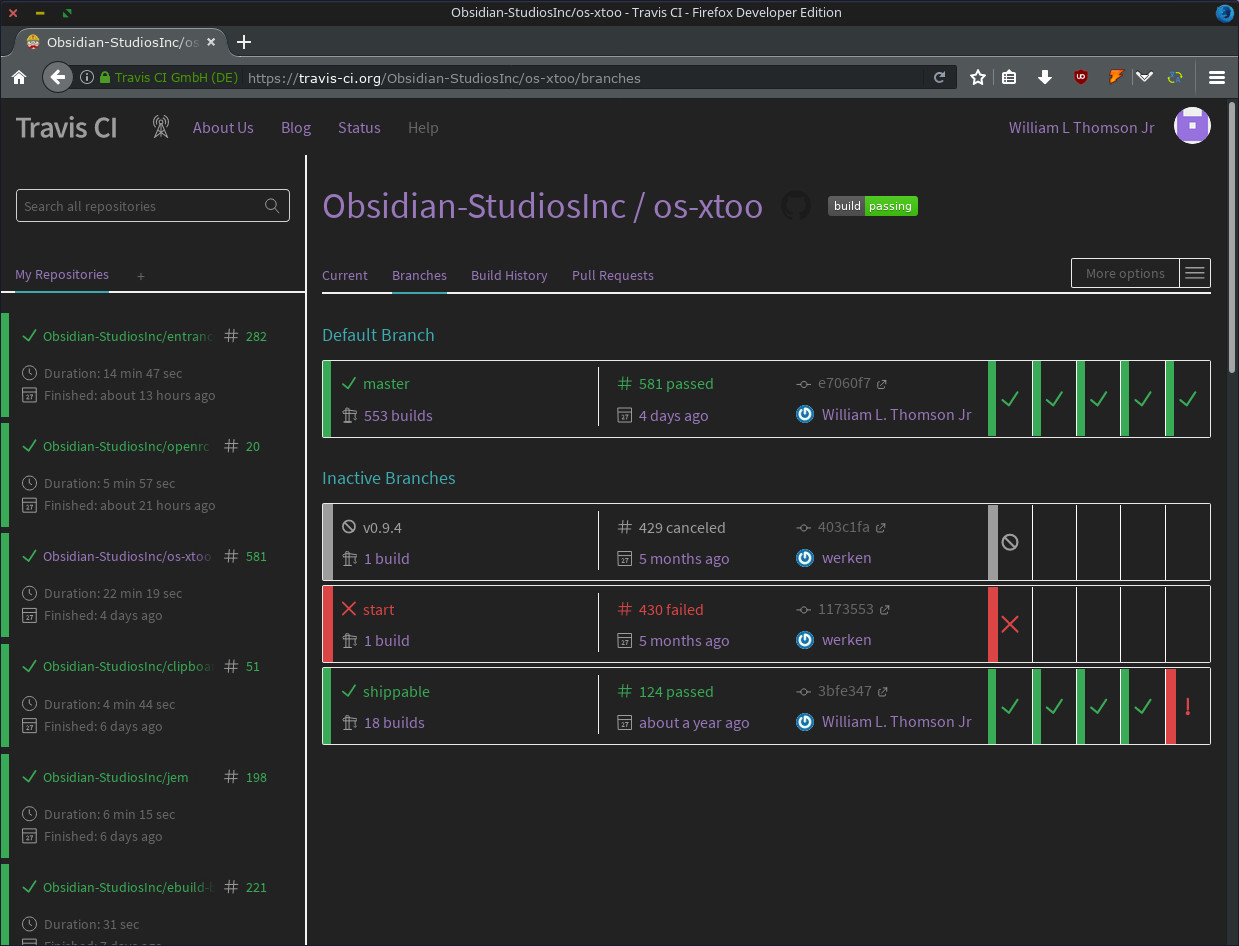 Obsidian-StudiosInc/os-xtoo - Travis CI - Firefox Developer Edition
Obsidian-StudiosInc/os
Travis CI GmbH (DE) https://travis-ci.org/Obsidian-StudiosInc/os-xtoo/branches
Travis CI About Us Blog Status Help William L Thomson Jr
Search all repositories
My Repositories +
Obsidian-StudiosInc/entranc # 282
Duration: 14 min 47 sec
Finished: about 13 hours ago
Obsidian-StudiosInc/openrc # 20
Duration: 5 min 57 sec
Finished: about 21 hours ago
Obsidian-StudiosInc/os-xtoo # 581
Duration: 22 min 19 sec
Finished: 4 days ago
Obsidian-StudiosInc/clipboa # 51
Duration: 4 min 44 sec
Finished: 6 days ago
Obsidian-StudiosInc/jem # 198
Duration: 6 min 15 sec
Finished: 6 days ago
Obsidian-StudiosInc/ebuild- # 221
Duration: 31 sec
Finished: 7 days ago
Obsidian-StudiosInc / os-xtoo build passing
Current Branches Build History Pull Requests More options
Default Branch
master # 581 passed e7060f7
553 builds 4 days ago William L. Thomson Jr
Inactive Branches
v0.9.4 # 429 canceled 403c1fa
1 build 5 months ago werken
start # 430 failed 1173553
1 build 5 months ago werken
shippable # 124 passed 3bfe347
18 builds about a year ago William L. Thomson Jr